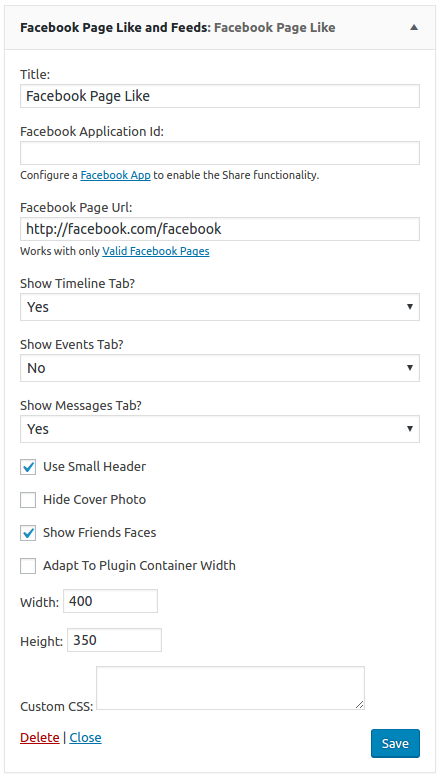 Facebook Page Like and Feeds: Facebook Page Like
Title:
Facebook Page Like
Facebook Application Id:
Configure a Facebook App to enable the Share functionality.
Facebook Page Url:
http://facebook.com/facebook
Works with only Valid Facebook Pages
Show Timeline Tab?
Yes
Show Events Tab?
No
Show Messages Tab?
Yes
Use Small Header
Hide Cover Photo
Show Friends Faces
Adapt To Plugin Container Width
Width: 400
Height: 350
Custom CSS:
Delete | Close Save